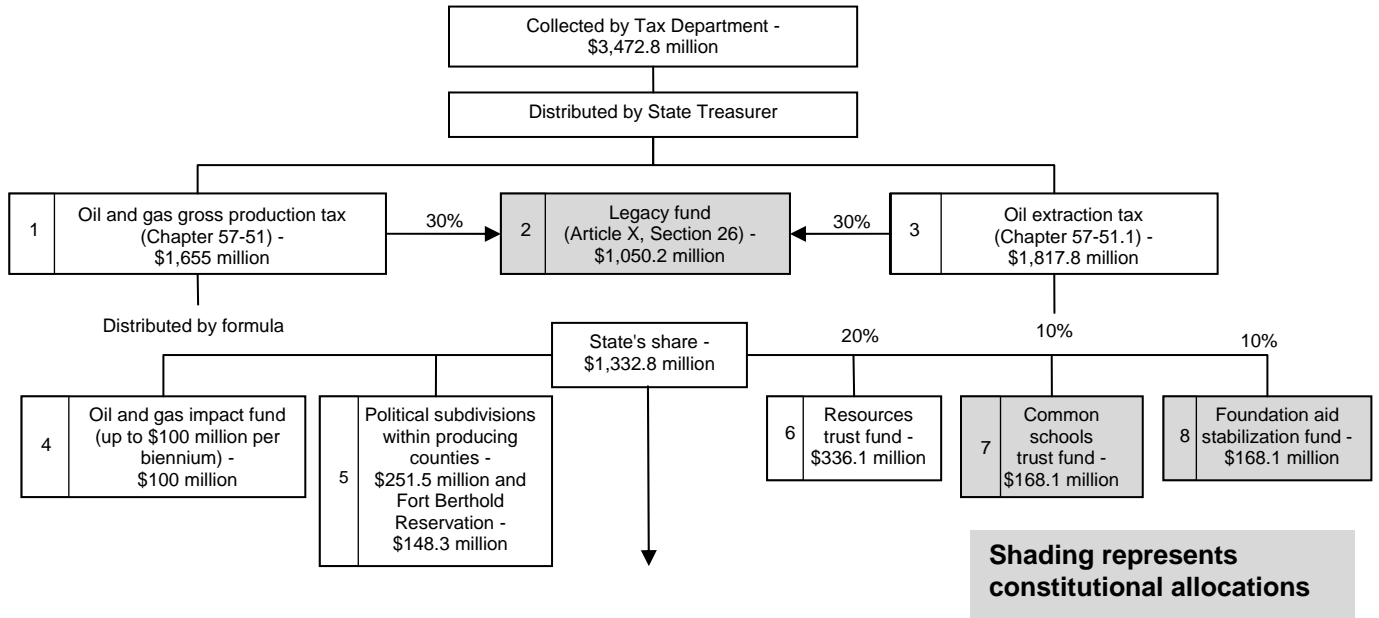 Collected by Tax Department -
$3,472.8 million
Distributed by State Treasurer
1
Oil and gas gross production tax
(Chapter 57-51) -
$1,655 million
30%
2
Legacy fund
(Article X, Section 26) -
$1,050.2 million
30%
3
Oil extraction tax
(Chapter 57-51.1) -
$1,817.8 million
Distributed by formula
State's share -
$1,332.8 million
20%
10%
10%
4
Oil and gas impact fund
(up to $100 million per
biennium) -
$100 million
5
Political subdivisions
within producing
counties -
$251.5 million and
Fort Berthold
Reservation -
$148.3 million
6
Resources
trust fund -
$336.1 million
7
Common
schools
trust fund -
$168.1 million
8
Foundation aid
stabilization fund -
$168.1 million
Shading represents
constitutional allocations